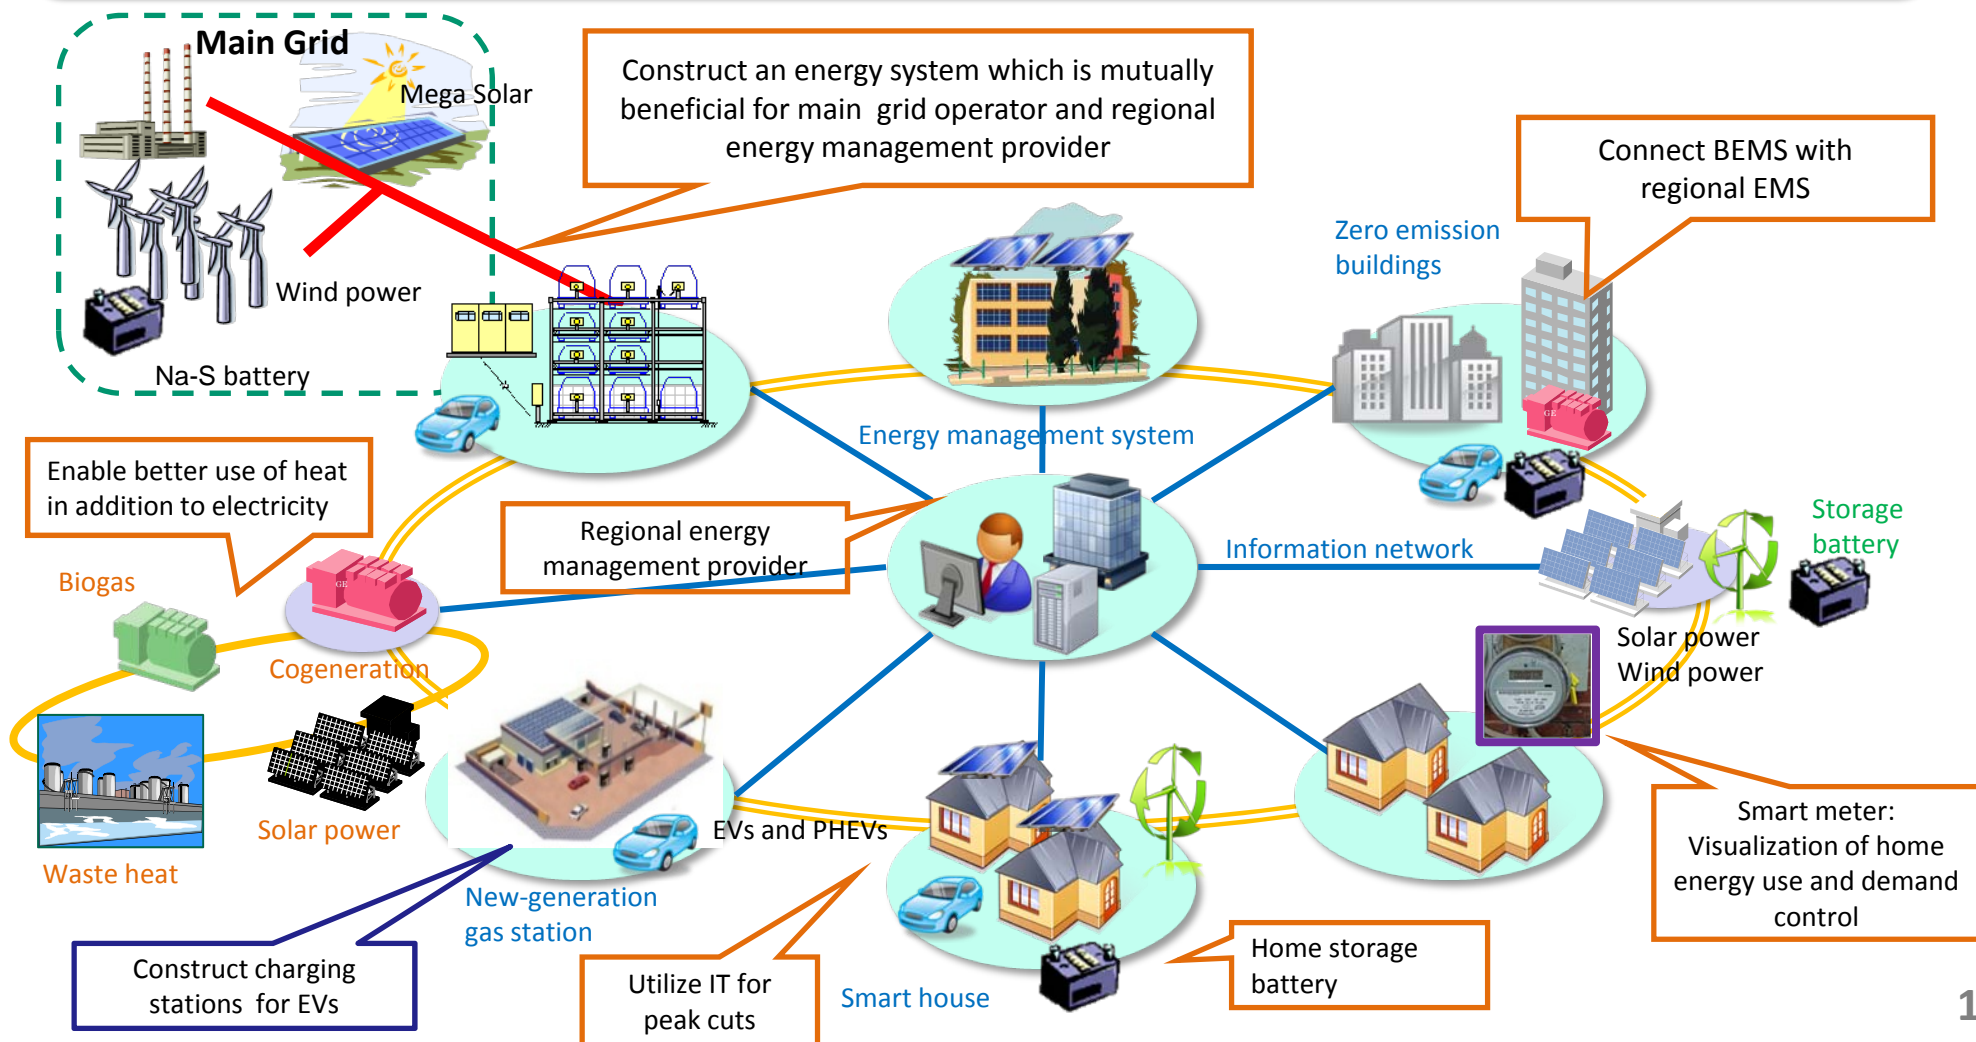 Main Grid
Mega Solar
Wind power
Na-S battery
Construct an energy system which is mutually
beneficial for main  grid operator and regional
energy management provider
Connect BEMS with
regional EMS
Zero emission
buildings
Energy management system
Enable better use of heat
in addition to electricity
Regional energy
management provider
Information network
Storage
battery
Biogas
GE
GE
Cogeneration
Solar power
Wind power
Waste heat
Solar power
EVs and PHEVs
New-generation
gas station
Smart meter:
Visualization of home
energy use and demand
control
Construct charging
stations  for EVs
Utilize IT for
peak cuts
Smart house
Home storage
battery
1